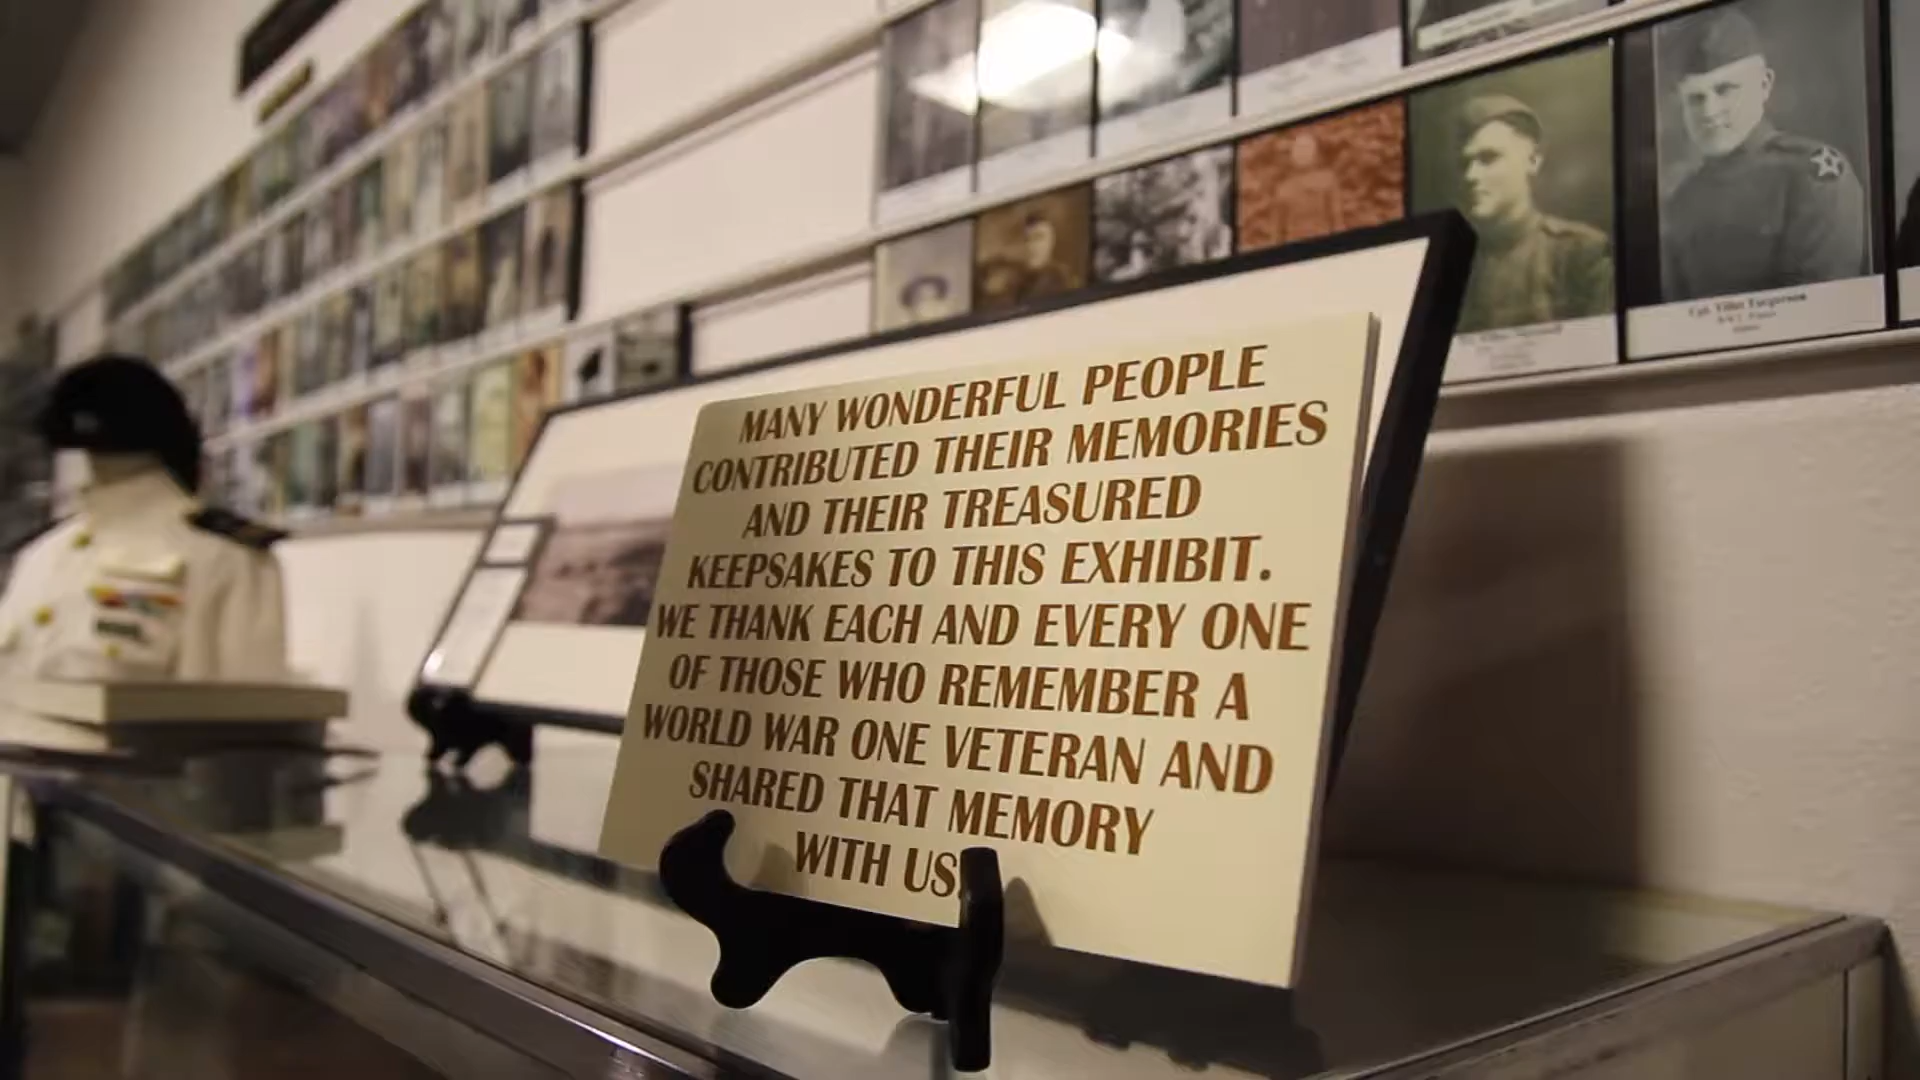 MANY WONDERFUL PEOPLE
CONTRIBUTED THEIR MEMORIES
AND THEIR TREASURED
KEEPSAKES TO THIS EXHIBIT.
WE THANK EACH AND EVERY ONE
OF THOSE WHO REMEMBER A
WORLD WAR ONE VETERAN AND
SHARED THAT MEMORY
WITH US.